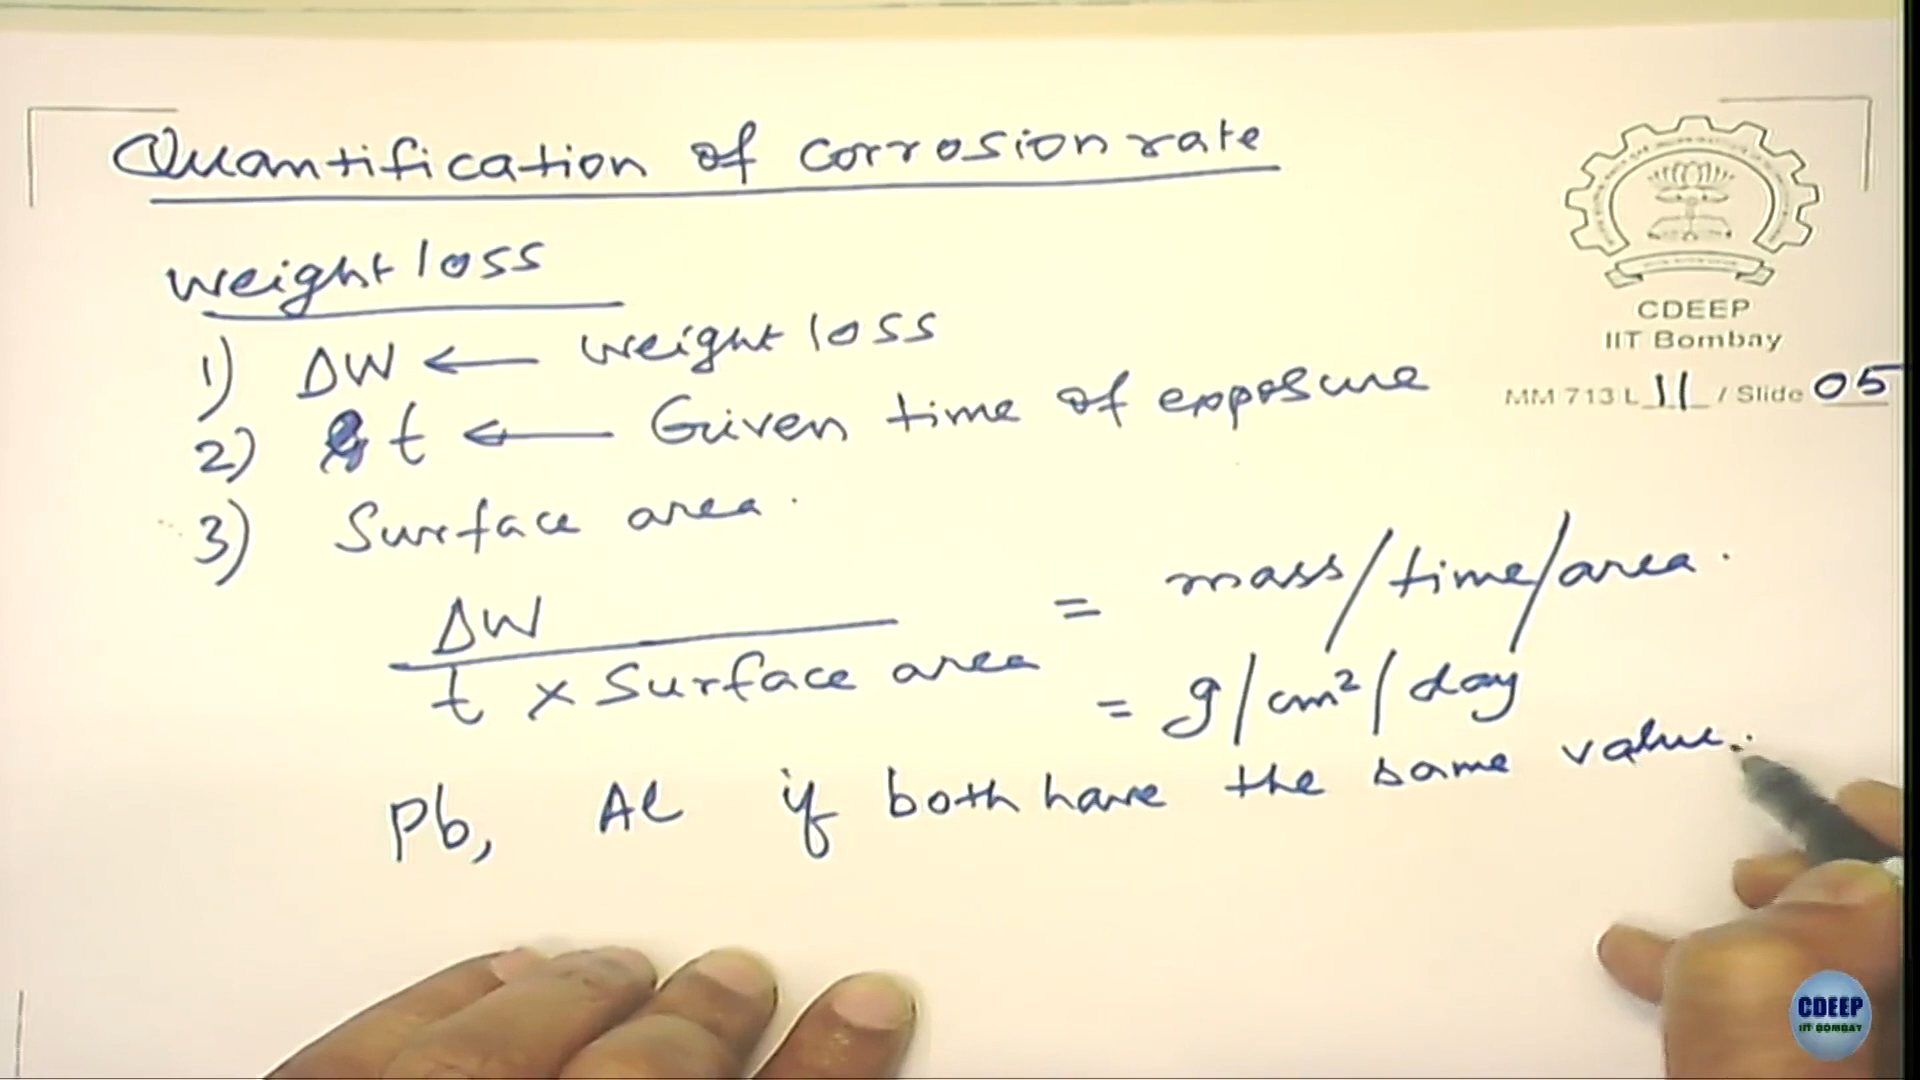 Quantification of corrosion rate
weight loss
1) ΔW ← weight loss
2) t ← Given time of exposure
3) Surface area.
ΔW
t × Surface area
= mass/time/area.
= g/cm²/day
Pb, Al if both have the same value.
CDEEP
IIT Bombay
MM 713 L 11 / Slide 05
CDEEP
IIT BOMBAY